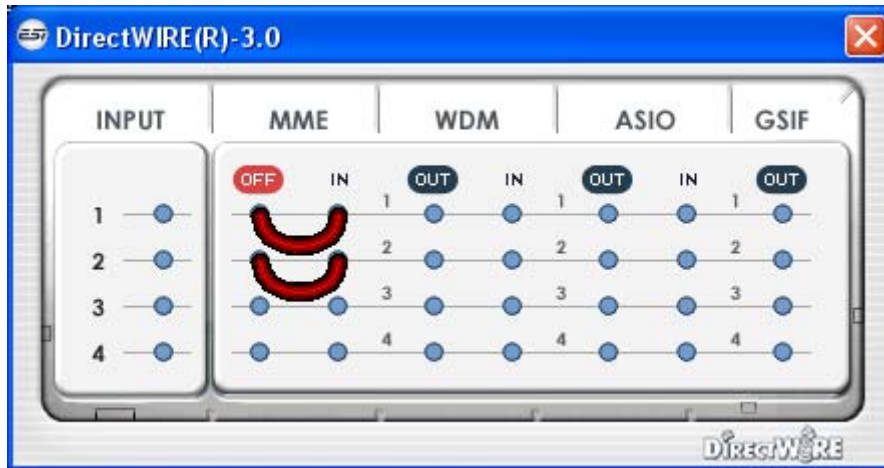 ESI DirectWIRE(R)-3.0
INPUT MME WDM ASIO GSIF
OFF IN OUT IN OUT IN OUT
1 1 1 1
2 2 2 2
3 3 3 3
4 4 4 4
DIRECTWIRE